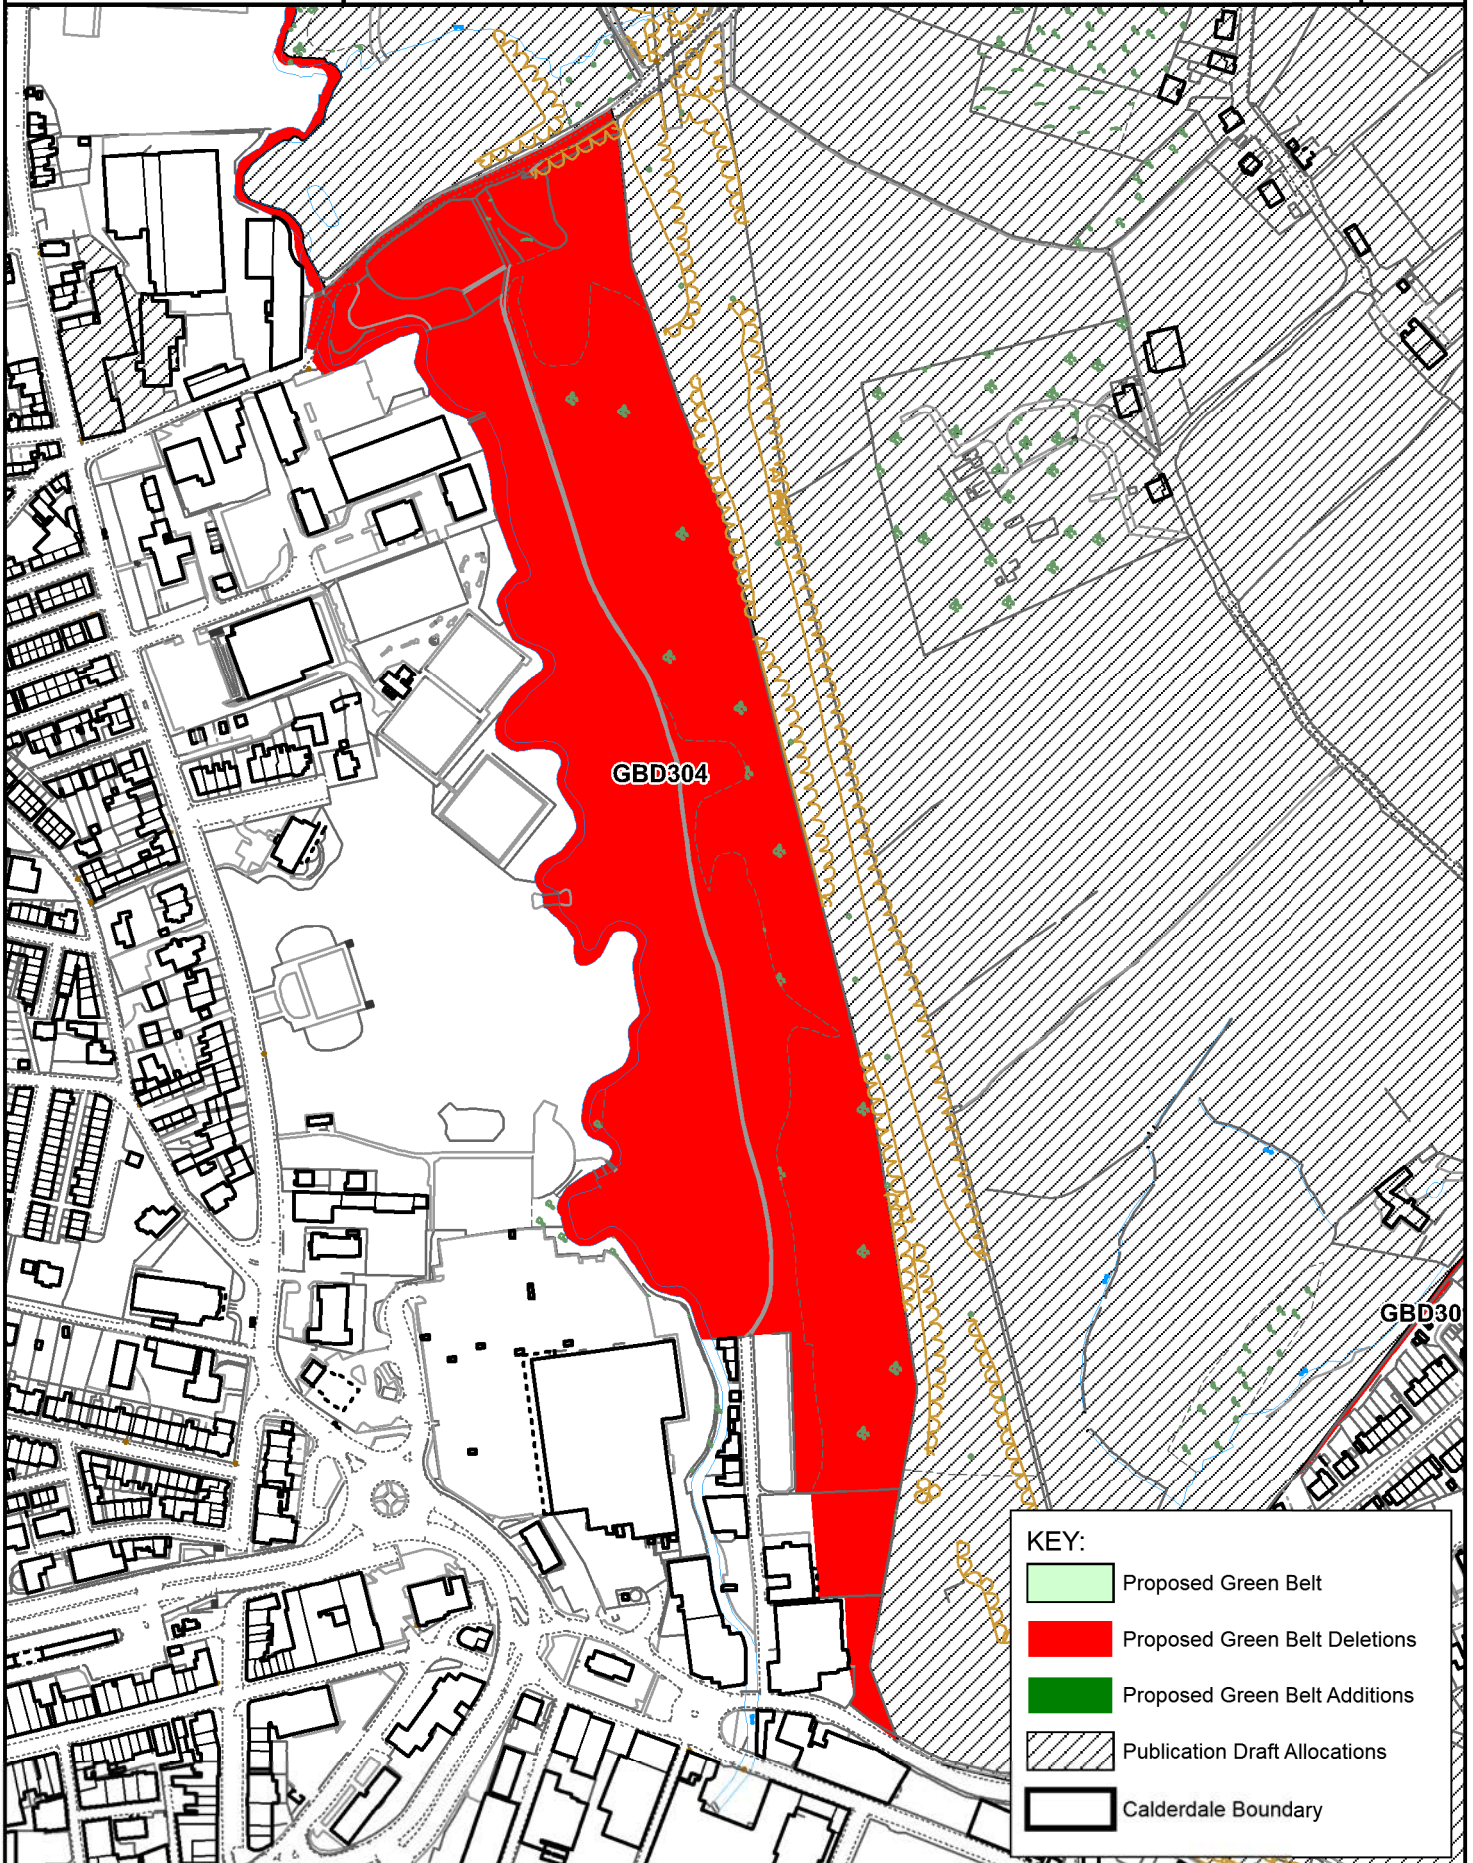 GBD304
GBD30
KEY:
Proposed Green Belt
Proposed Green Belt Deletions
Proposed Green Belt Additions
Publication Draft Allocations
Calderdale Boundary